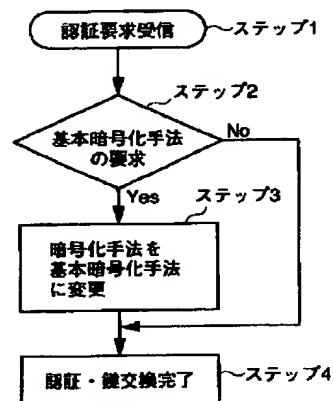 認証要求受信
ステップ1
ステップ2
基本暗号化手法
の要求
No
Yes
ステップ3
暗号化手法を
基本暗号化手法
に変更
認証・鍵交換完了
ステップ4